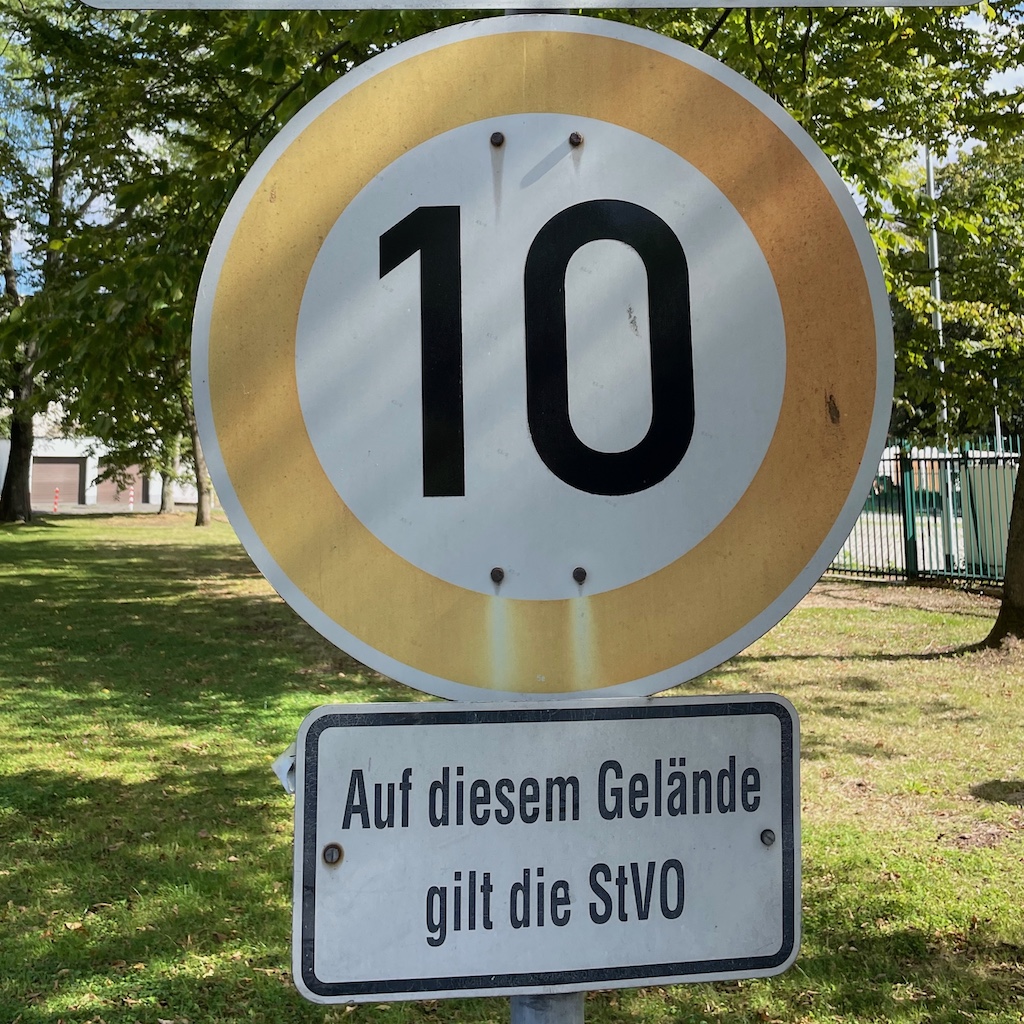 10
Auf diesem Gelände
gilt die StVO